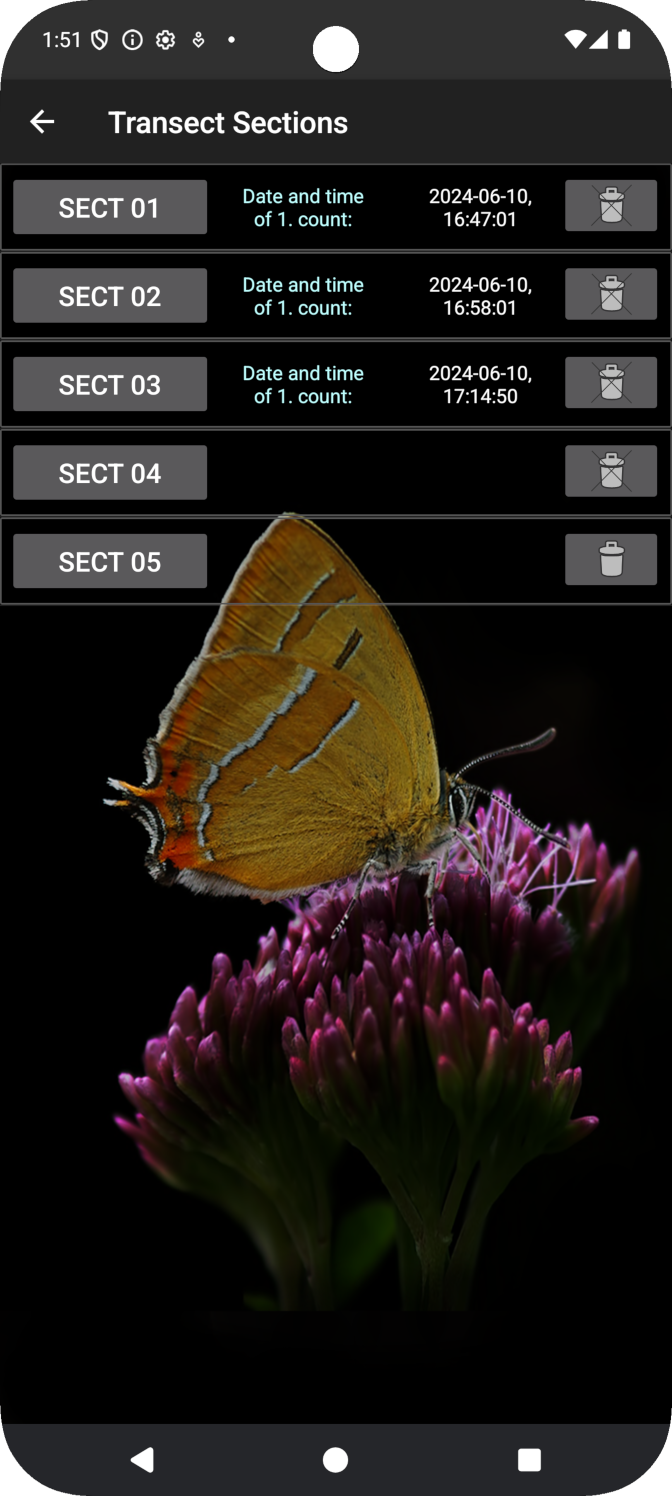 1:51
Transect Sections
SECT 01
Date and time
of 1. count:
2024-06-10,
16:47:01
SECT 02
Date and time
of 1. count:
2024-06-10,
16:58:01
SECT 03
Date and time
of 1. count:
2024-06-10,
17:14:50
SECT 04
SECT 05